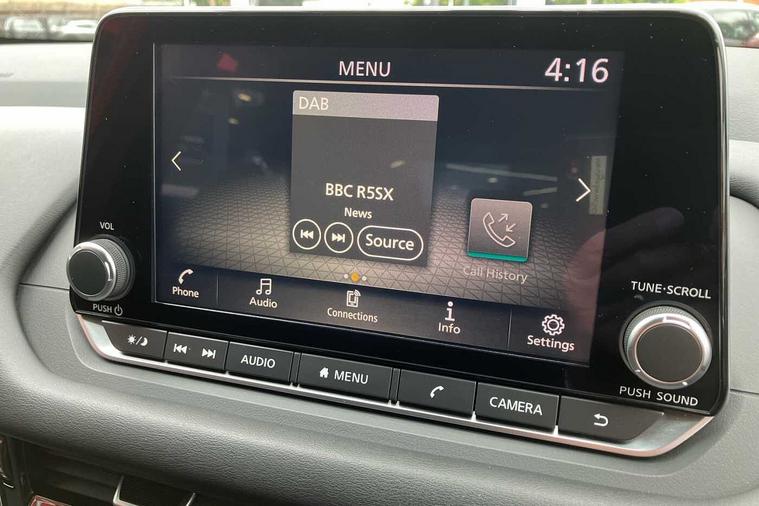 MENU
4:16
DAB
BBC R5SX
News
Source
Call History
Phone
Audio
Connections
Info
Settings
VOL
PUSH
TUNE·SCROLL
PUSH SOUND
AUDIO
MENU
CAMERA